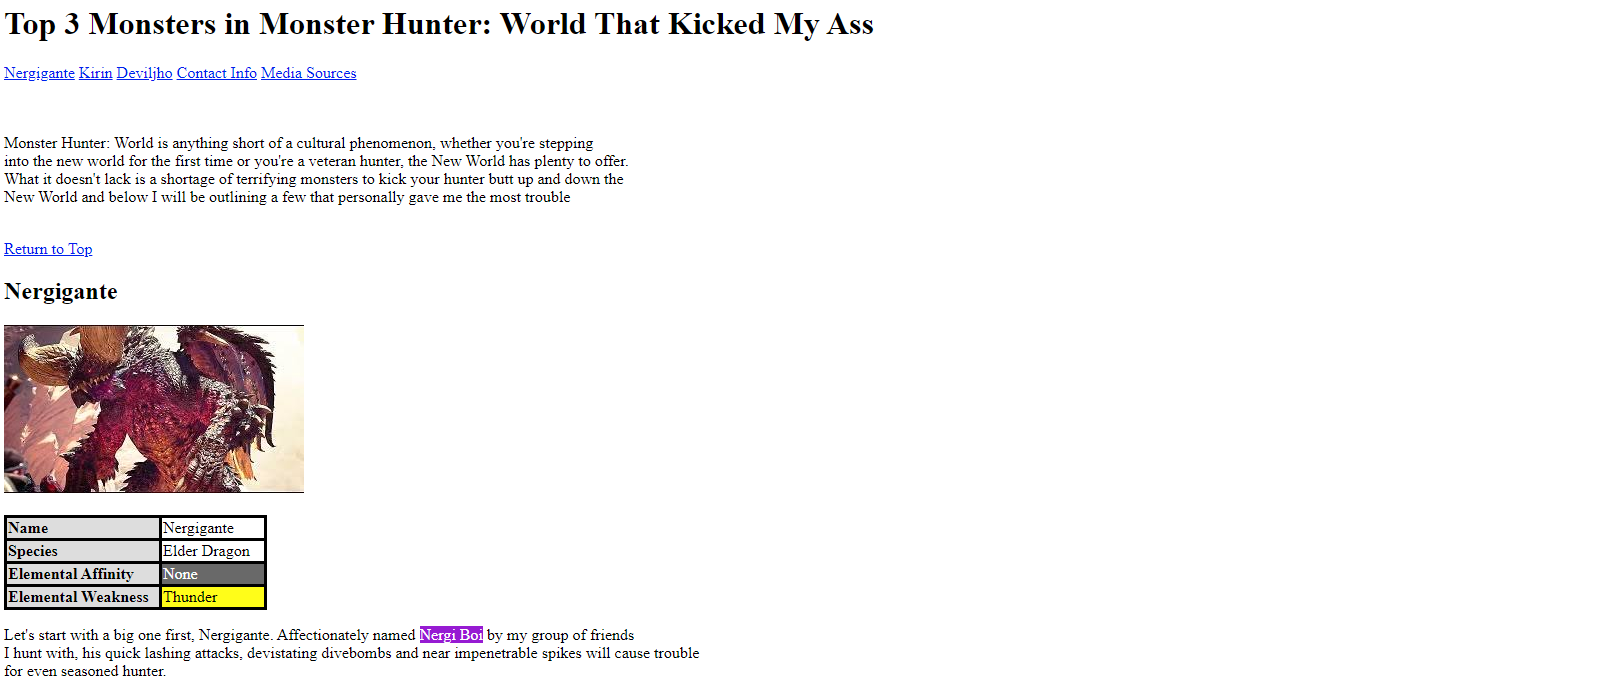 Top 3 Monsters in Monster Hunter: World That Kicked My Ass
Nergigante Kirin Deviljho Contact Info Media Sources
Monster Hunter: World is anything short of a cultural phenomenon, whether you're stepping
into the new world for the first time or you're a veteran hunter, the New World has plenty to offer.
What it doesn't lack is a shortage of terrifying monsters to kick your hunter butt up and down the
New World and below I will be outlining a few that personally gave me the most trouble
Return to Top
Nergigante
Name Nergigante
Species Elder Dragon
Elemental Affinity None
Elemental Weakness Thunder
Let's start with a big one first, Nergigante. Affectionately named Nergi Boi by my group of friends
I hunt with, his quick lashing attacks, devistating divebombs and near impenetrable spikes will cause trouble
for even seasoned hunter.